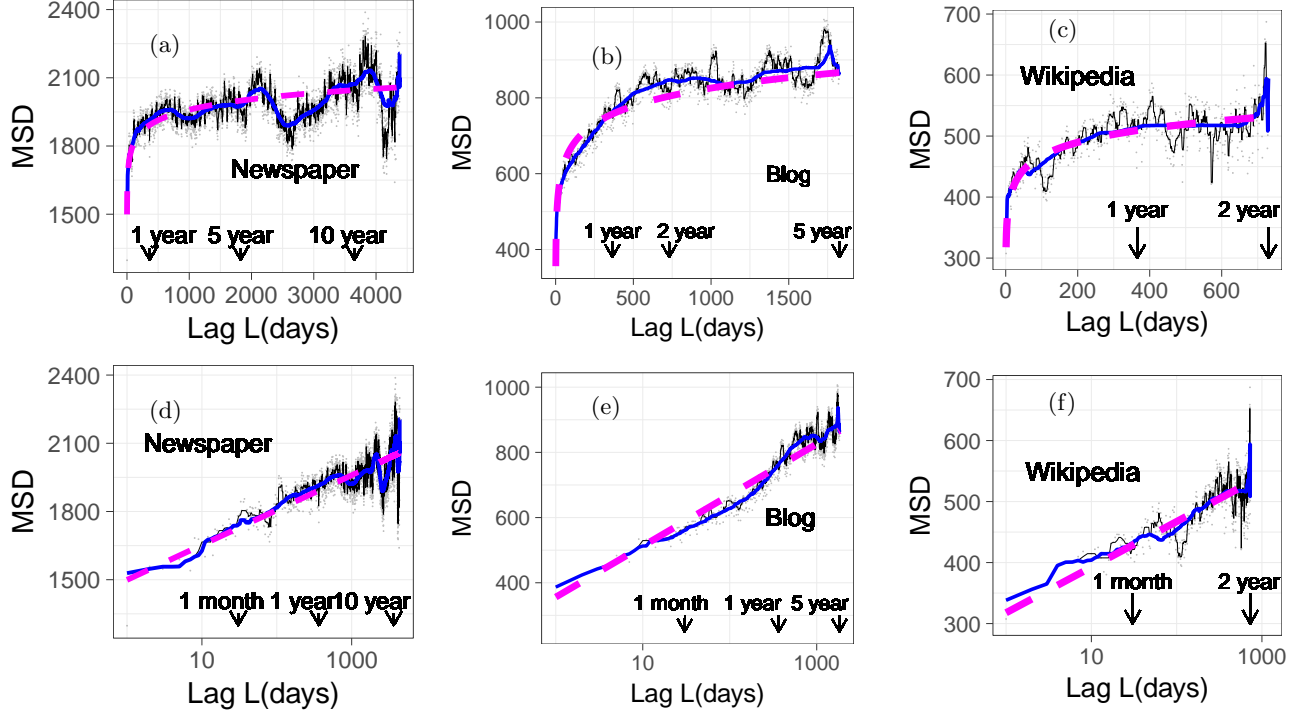 (a)
2400
2100
1800
1500
MSD
Newspaper
1 year 5 year 10 year
0 1000 2000 3000 4000
Lag L(days)
(b)
1000
800
600
400
MSD
Blog
1 year 2 year 5 year
0 500 1000 1500
Lag L(days)
(c)
700
600
500
400
300
MSD
Wikipedia
1 year 2 year
0 200 400 600
Lag L(days)
(d)
2400
2100
1800
1500
MSD
Newspaper
1 month 1 year 10 year
10 1000
Lag L(days)
(e)
1000
800
600
400
MSD
Blog
1 month 1 year 5 year
10 1000
Lag L(days)
(f)
700
600
500
400
300
MSD
Wikipedia
1 month 2 year
10 1000
Lag L(days)